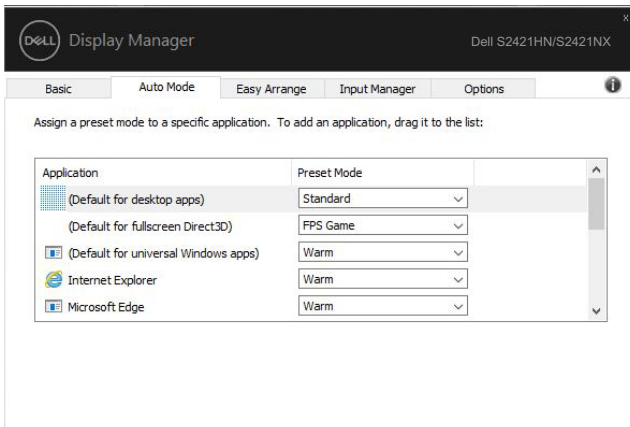 x
DELL Display Manager Dell S2421HN/S2421NX
Basic Auto Mode Easy Arrange Input Manager Options i
Assign a preset mode to a specific application. To add an application, drag it to the list:
Application Preset Mode
(Default for desktop apps) Standard
(Default for fullscreen Direct3D) FPS Game
(Default for universal Windows apps) Warm
Internet Explorer Warm
Microsoft Edge Warm